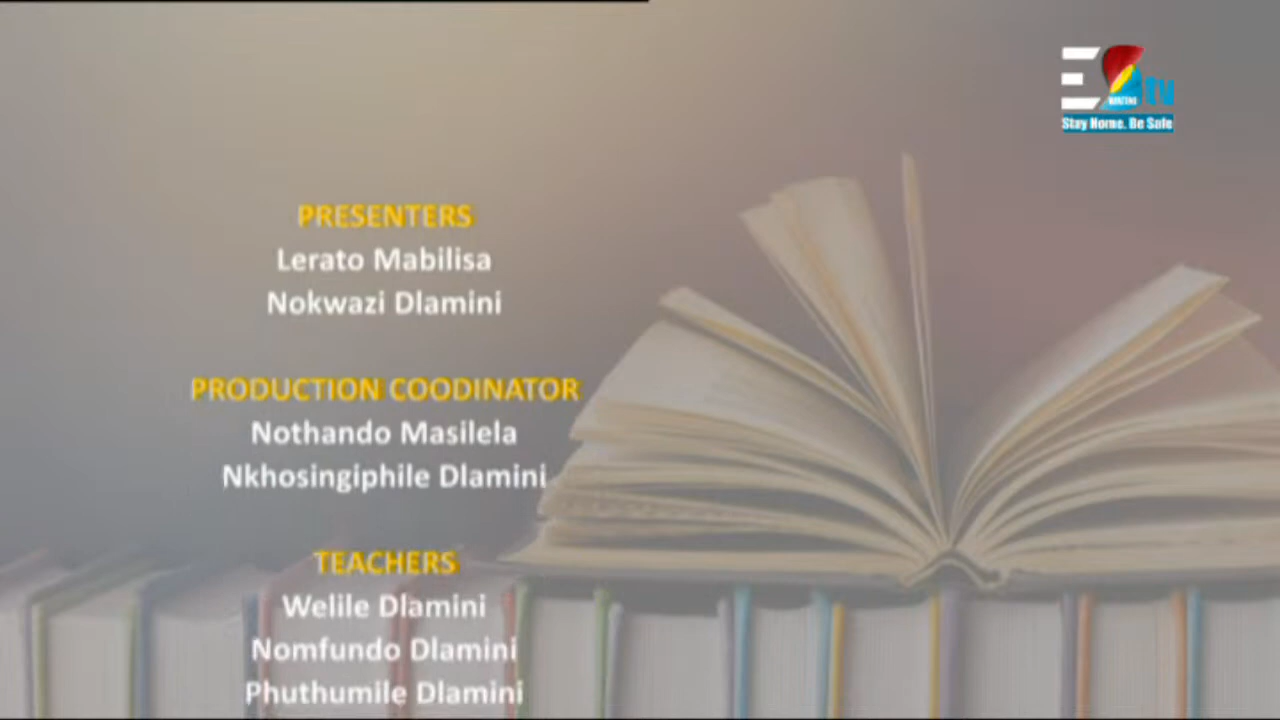 tv
Stay Home. Be Safe
PRESENTERS
Lerato Mabilisa
Nokwazi Dlamini
PRODUCTION COODINATOR
Nothando Masilela
Nkhosingiphile Dlamini
TEACHERS
Welile Dlamini
Nomfundo Dlamini
Phuthumile Dlamini